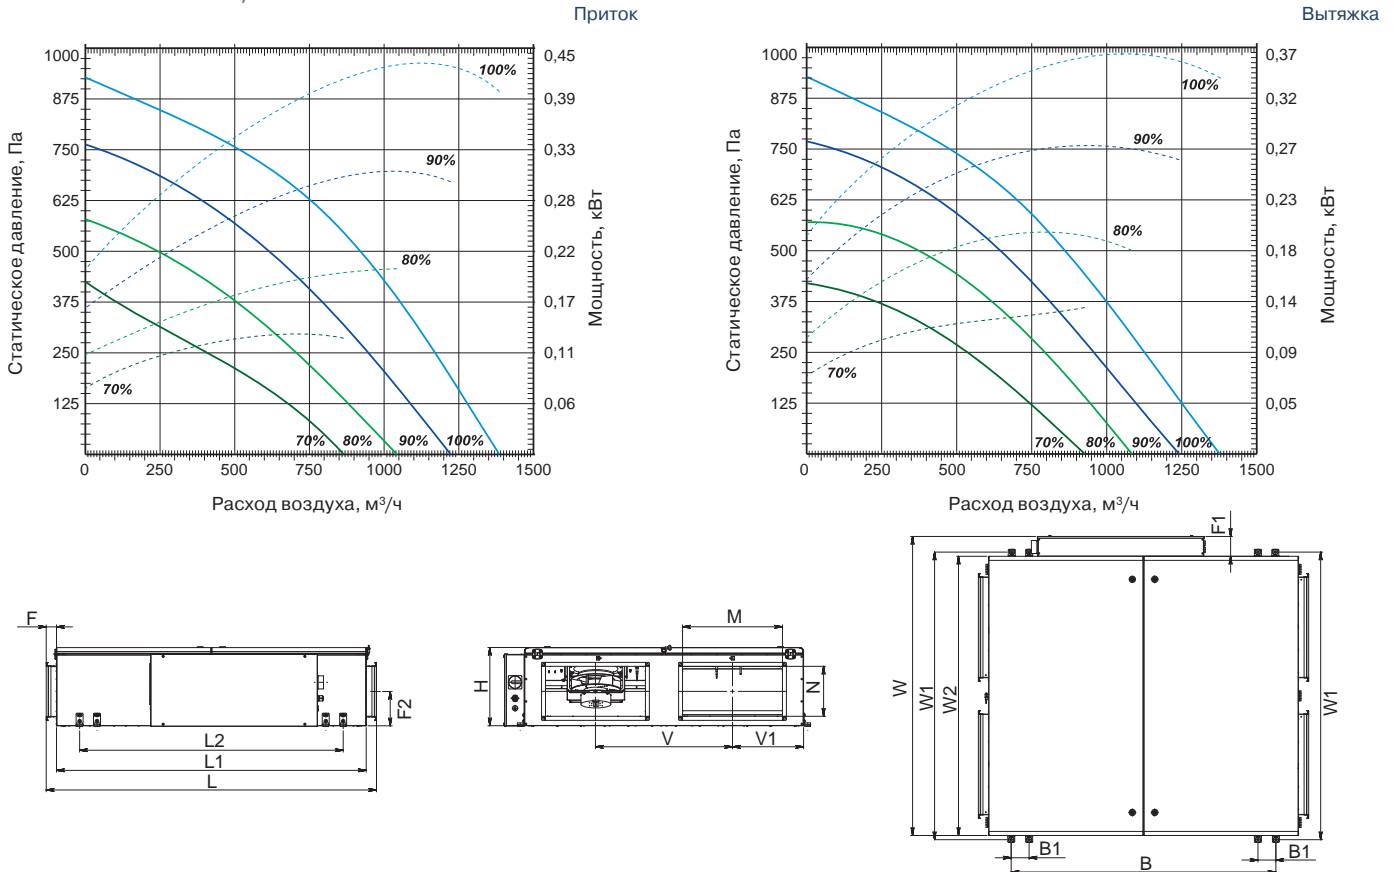 Приток
Вытяжка
1000
875
750
625
500
375
250
125
Статическое давление, Па
0,45
0,39
0,33
0,28
0,22
0,17
0,11
0,06
Мощность, кВт
100%
90%
80%
70%
70% 80% 90% 100%
0 250 500 750 1000 1250 1500
Расход воздуха, м³/ч
1000
875
750
625
500
375
250
125
Статическое давление, Па
0,37
0,32
0,27
0,23
0,18
0,14
0,09
0,05
Мощность, кВт
100%
90%
80%
70%
70% 80% 90% 100%
0 250 500 750 1000 1250 1500
Расход воздуха, м³/ч
F
F2
L2
L1
L
M
H
N
V
V1
F1
W
W1
W2
W1
B1
B
B1